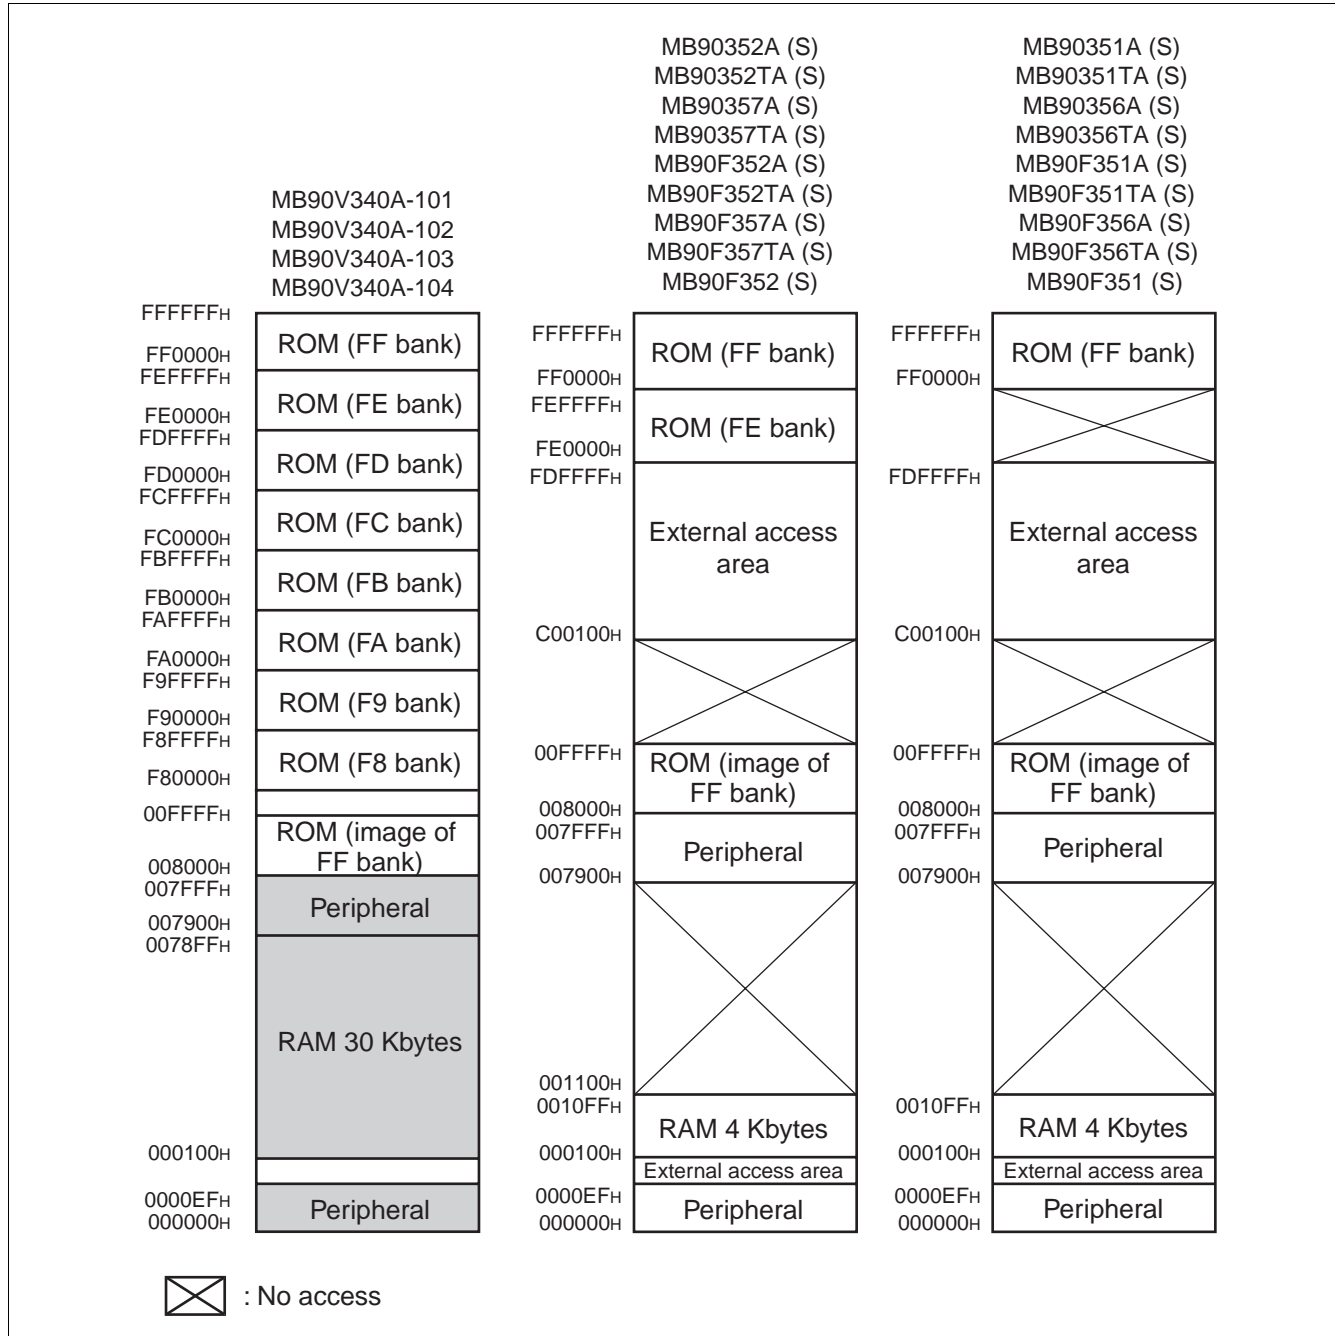 MB90V340A-101
MB90V340A-102
MB90V340A-103
MB90V340A-104
FFFFFFH
FF0000H
FEFFFFH
FE0000H
FDFFFFH
FD0000H
FCFFFFH
FC0000H
FBFFFFH
FB0000H
FAFFFFH
FA0000H
F9FFFFH
F90000H
F8FFFFH
F80000H
00FFFFH
008000H
007FFFH
007900H
0078FFH
000100H
0000EFH
000000H
ROM (FF bank)
ROM (FE bank)
ROM (FD bank)
ROM (FC bank)
ROM (FB bank)
ROM (FA bank)
ROM (F9 bank)
ROM (F8 bank)
ROM (image of
FF bank)
Peripheral
RAM 30 Kbytes
Peripheral
MB90352A (S)
MB90352TA (S)
MB90357A (S)
MB90357TA (S)
MB90F352A (S)
MB90F352TA (S)
MB90F357A (S)
MB90F357TA (S)
MB90F352 (S)
FFFFFFH
FF0000H
FEFFFFH
FE0000H
FDFFFFH
C00100H
00FFFFH
008000H
007FFFH
007900H
001100H
0010FFH
000100H
0000EFH
000000H
ROM (FF bank)
ROM (FE bank)
External access
area
ROM (image of
FF bank)
Peripheral
RAM 4 Kbytes
External access area
Peripheral
MB90351A (S)
MB90351TA (S)
MB90356A (S)
MB90356TA (S)
MB90F351A (S)
MB90F351TA (S)
MB90F356A (S)
MB90F356TA (S)
MB90F351 (S)
FFFFFFH
FF0000H
FDFFFFH
C00100H
00FFFFH
008000H
007FFFH
007900H
0010FFH
000100H
0000EFH
000000H
ROM (FF bank)
External access
area
ROM (image of
FF bank)
Peripheral
RAM 4 Kbytes
External access area
Peripheral
: No access